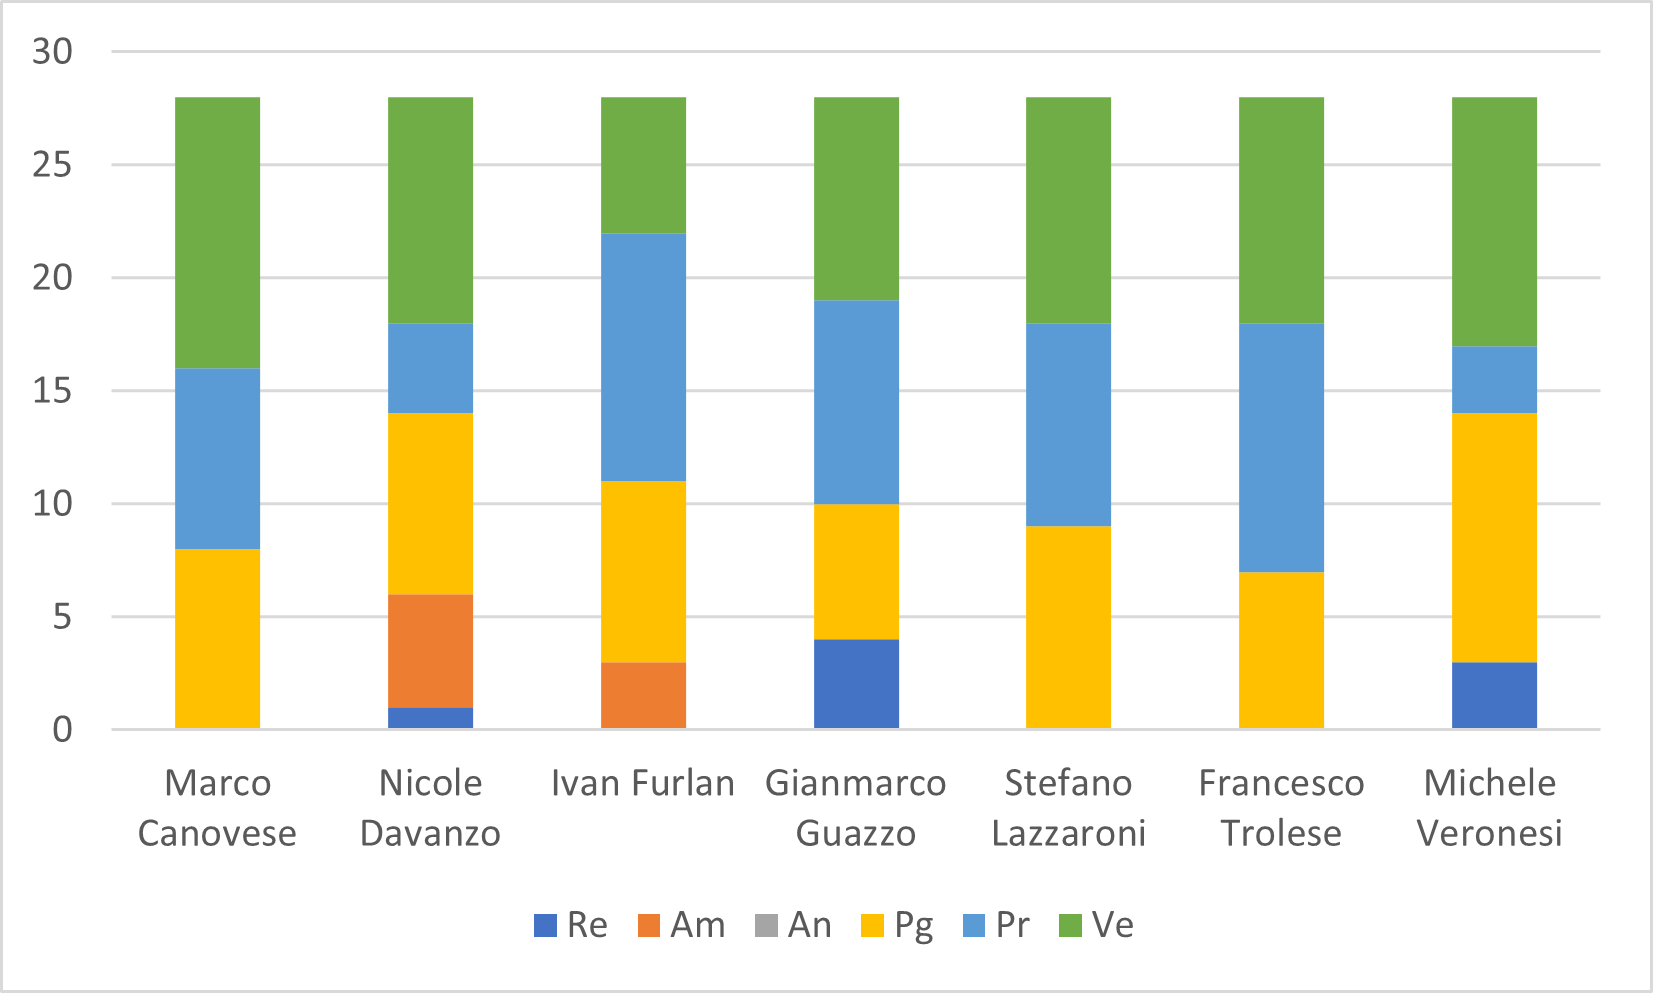 30
25
20
15
10
5
0
Marco Canovese
Nicole Davanzo
Ivan Furlan
Gianmarco Guazzo
Stefano Lazzaroni
Francesco Trolese
Michele Veronesi
Re Am An Pg Pr Ve